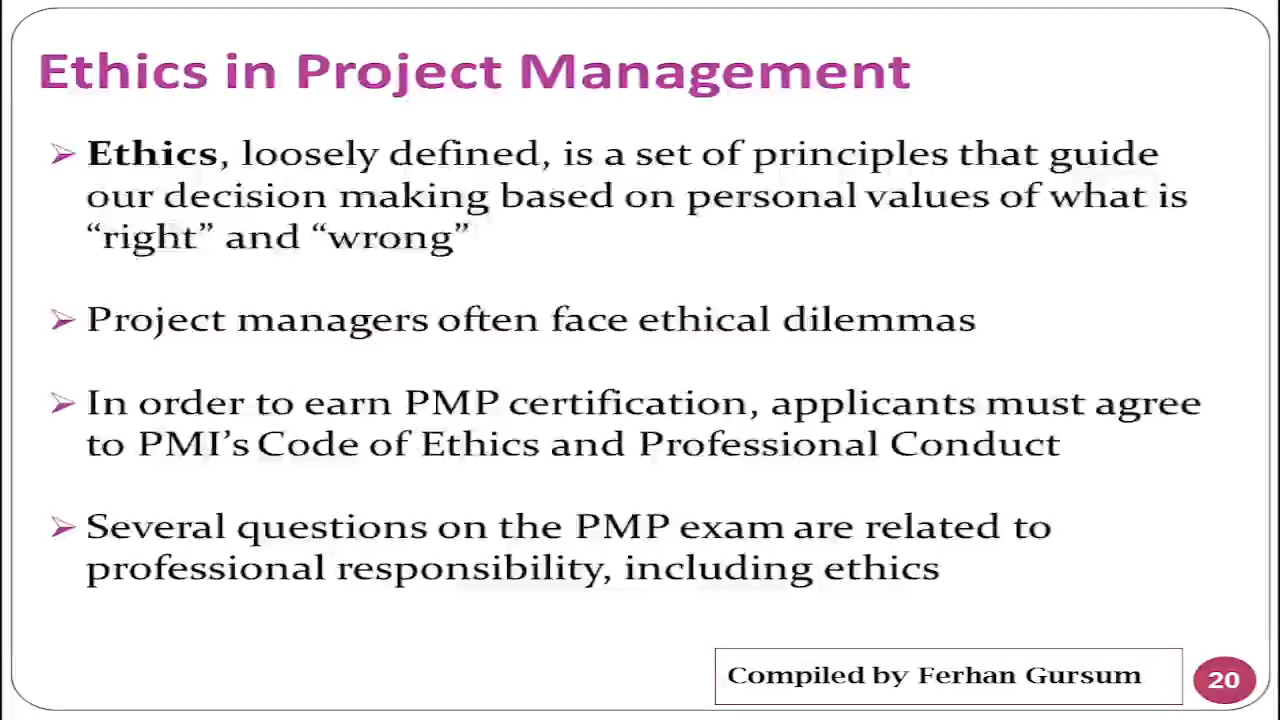 Ethics in Project Management
➢ Ethics, loosely defined, is a set of principles that guide
our decision making based on personal values of what is
“right” and “wrong”
➢ Project managers often face ethical dilemmas
➢ In order to earn PMP certification, applicants must agree
to PMI’s Code of Ethics and Professional Conduct
➢ Several questions on the PMP exam are related to
professional responsibility, including ethics
Compiled by Ferhan Gursum
20